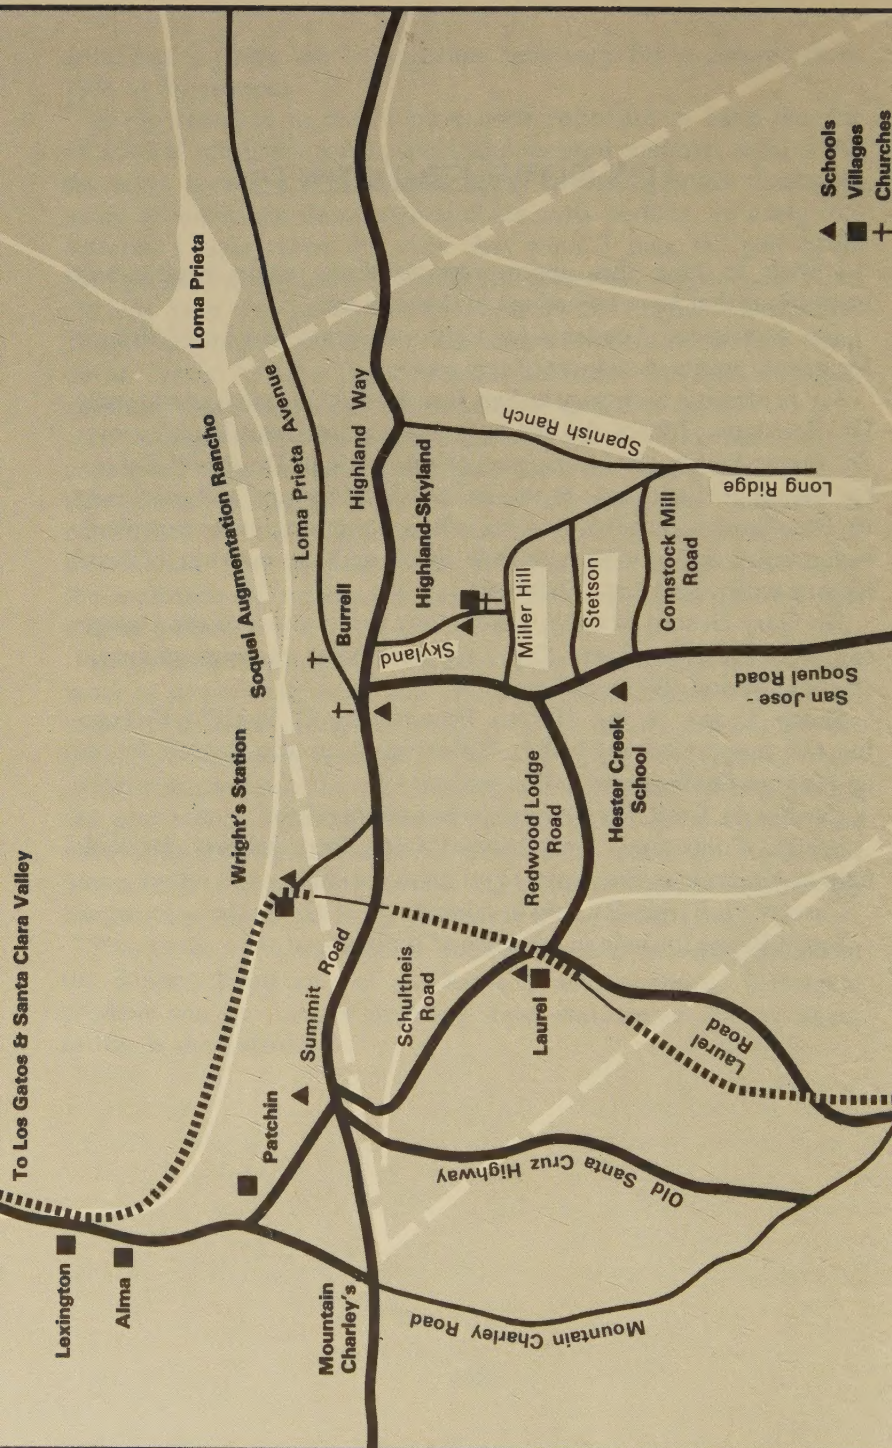 To Los Gatos & Santa Clara Valley
Lexington
Alma
Patchin
Wright's Station
Soquel Augmentation Rancho
Loma Prieta
Mountain
Charley's
Summit Road
Burrell
Loma Prieta Avenue
Highland Way
Schultheis
Road
Skyland
Highland-Skyland
Spanish Ranch
Laurel
Redwood Lodge
Road
Miller Hill
Stetson
Hester Creek
School
Comstock Mill
Road
Long Ridge
Mountain Charley Road
Old Santa Cruz Highway
Laurel
Road
San Jose -
Soquel Road
Schools
Villages
Churches